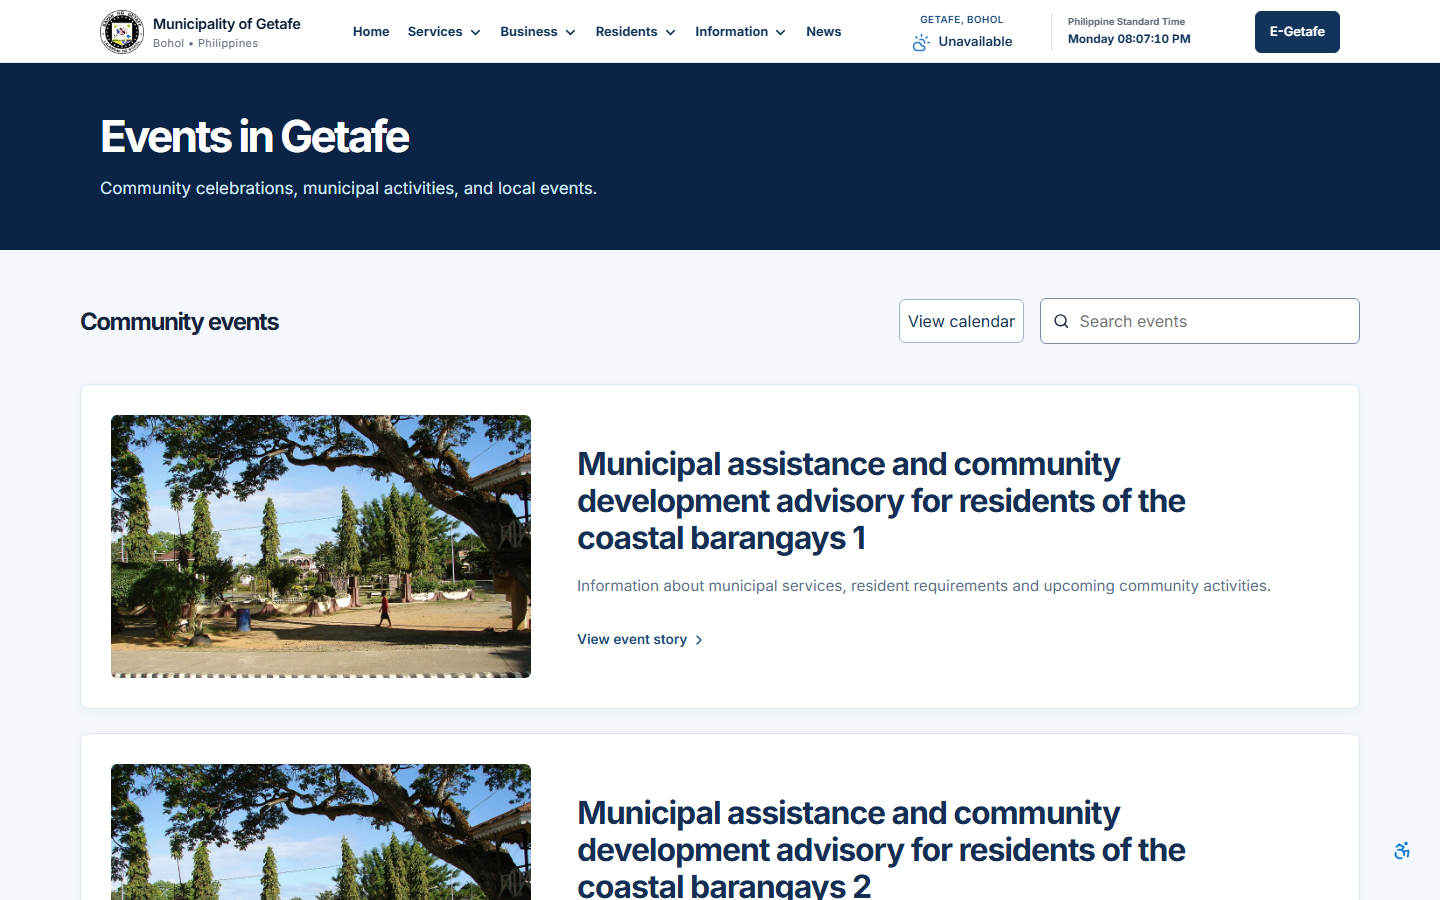 Municipality of Getafe
Bohol • Philippines
Home
Services
Business
Residents
Information
News
GETAFE, BOHOL
Unavailable
Philippine Standard Time
Monday 08:07:10 PM
E-Getafe
Events in Getafe
Community celebrations, municipal activities, and local events.
Community events
View calendar
Search events
Municipal assistance and community
development advisory for residents of the
coastal barangays 1
Information about municipal services, resident requirements and upcoming community activities.
View event story
Municipal assistance and community
development advisory for residents of the
coastal barangays 2